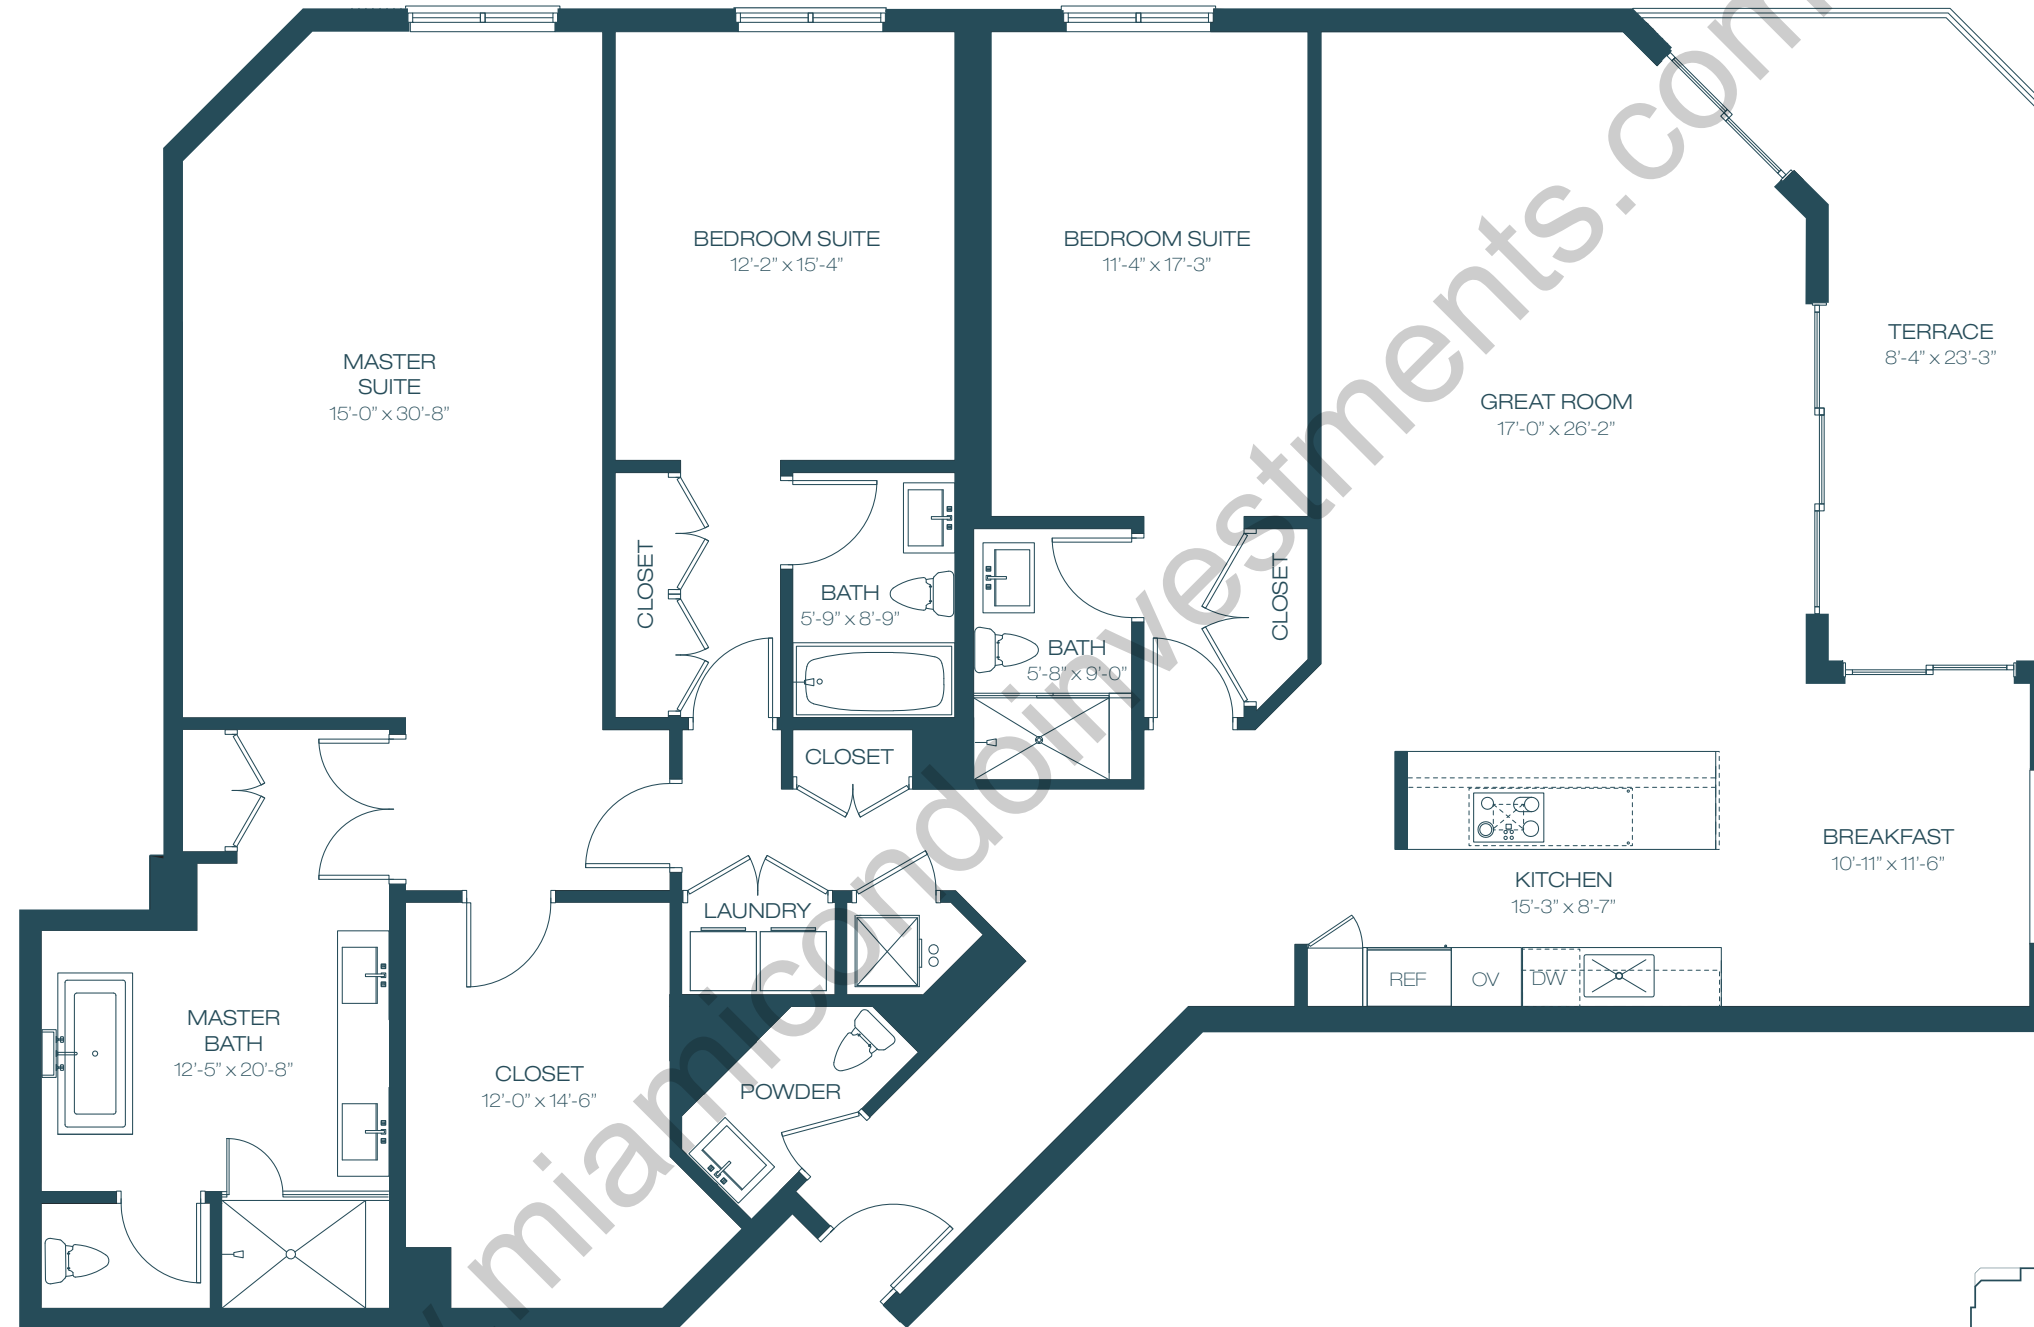 BEDROOM SUITE
12'-2" x 15'-4"
BEDROOM SUITE
11'-4" x 17'-3"
MASTER
SUITE
15'-0" x 30'-8"
TERRACE
8'-4" x 23'-3"
GREAT ROOM
17'-0" x 26'-2"
CLOSET
BATH
5'-9" x 8'-9"
BATH
5'-8" x 9'-0"
CLOSET
CLOSET
BREAKFAST
10'-11" x 11'-6"
KITCHEN
15'-3" x 8'-7"
LAUNDRY
REF
OV
DW
MASTER
BATH
12'-5" x 20'-8"
CLOSET
12'-0" x 14'-6"
POWDER
miamicondoinvestments.com